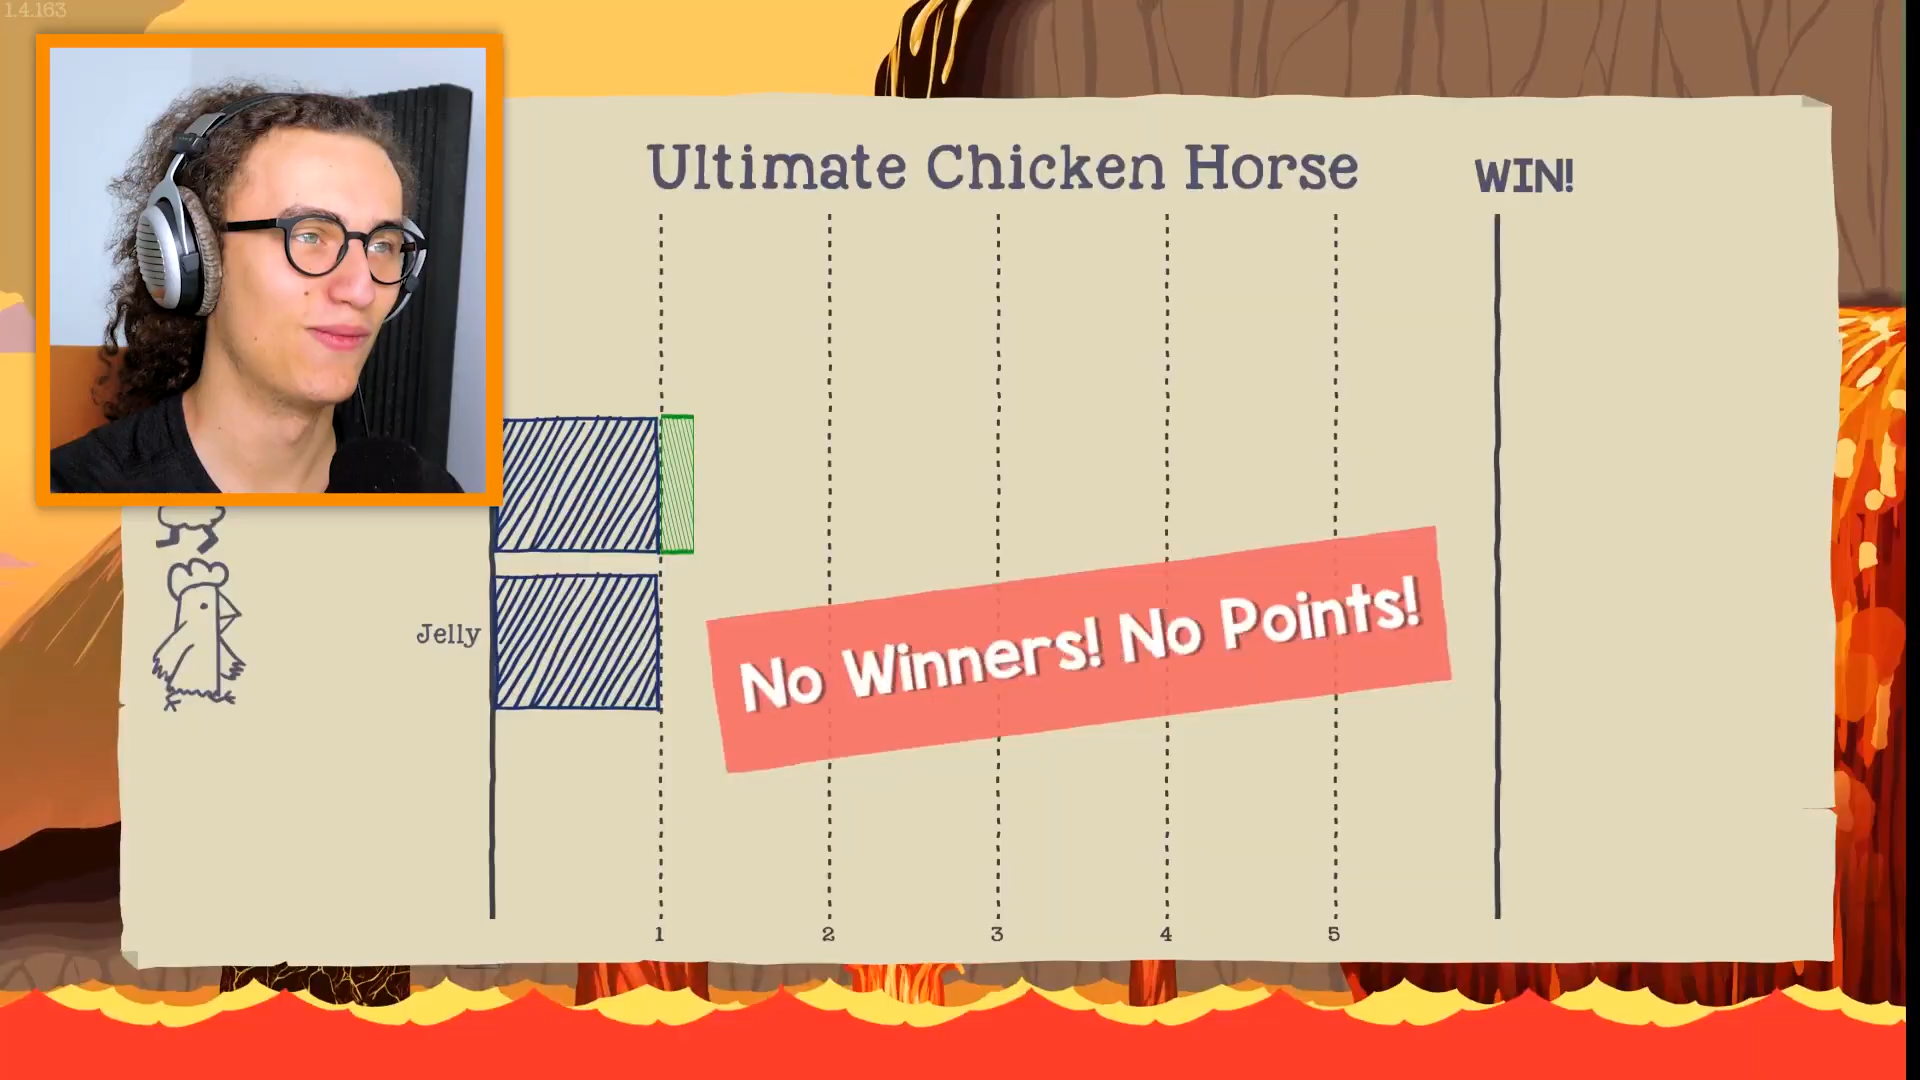 1.4.163
Ultimate Chicken Horse
WIN!
Jelly
No Winners! No Points!
1 2 3 4 5